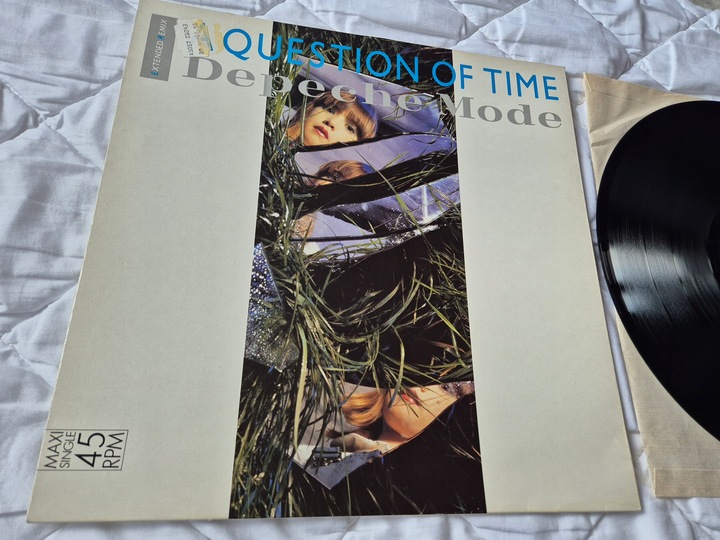 EXTENDED REMIX
A QUESTION OF TIME
Depeche Mode
MAXI
SINGLE
45
RPM